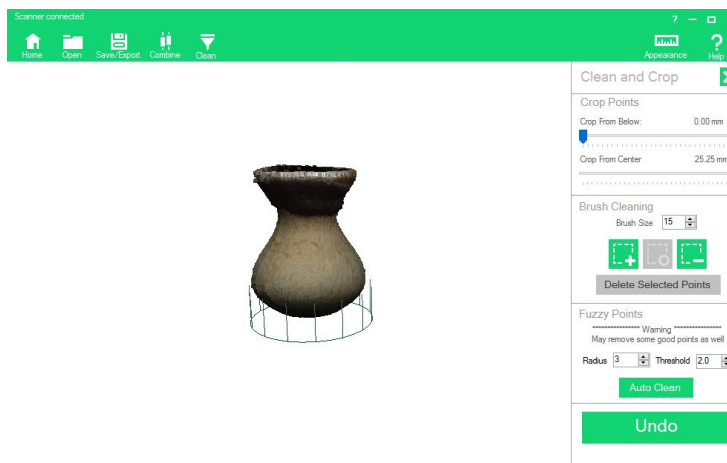 Scanner connected
?
Home Open Save/Export Combine Clean Appearance Help
Clean and Crop
Crop Points
Crop From Below: 0.00 mm
Crop From Center 25.25 mm
Brush Cleaning
Brush Size 15
Delete Selected Points
Fuzzy Points
**************** Warning ****************
May remove some good points as well
Radius 3 Threshold 2.0
Auto Clean
Undo